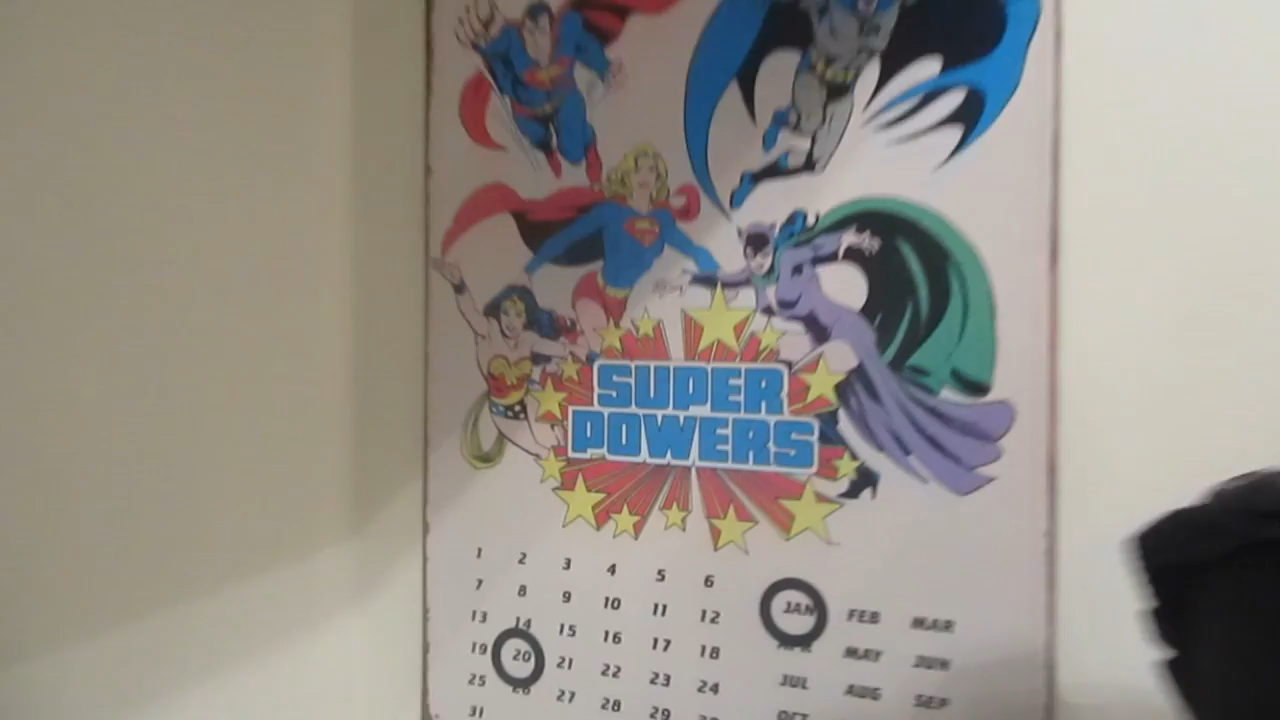 SUPER
POWERS
1 2 3 4 5 6 JAN FEB MAR
7 8 9 10 11 12 MAY JUN
13 14 15 16 17 18 JUL AUG SEP
19 20 21 22 23 24 OCT
25 26 27 28 29
31